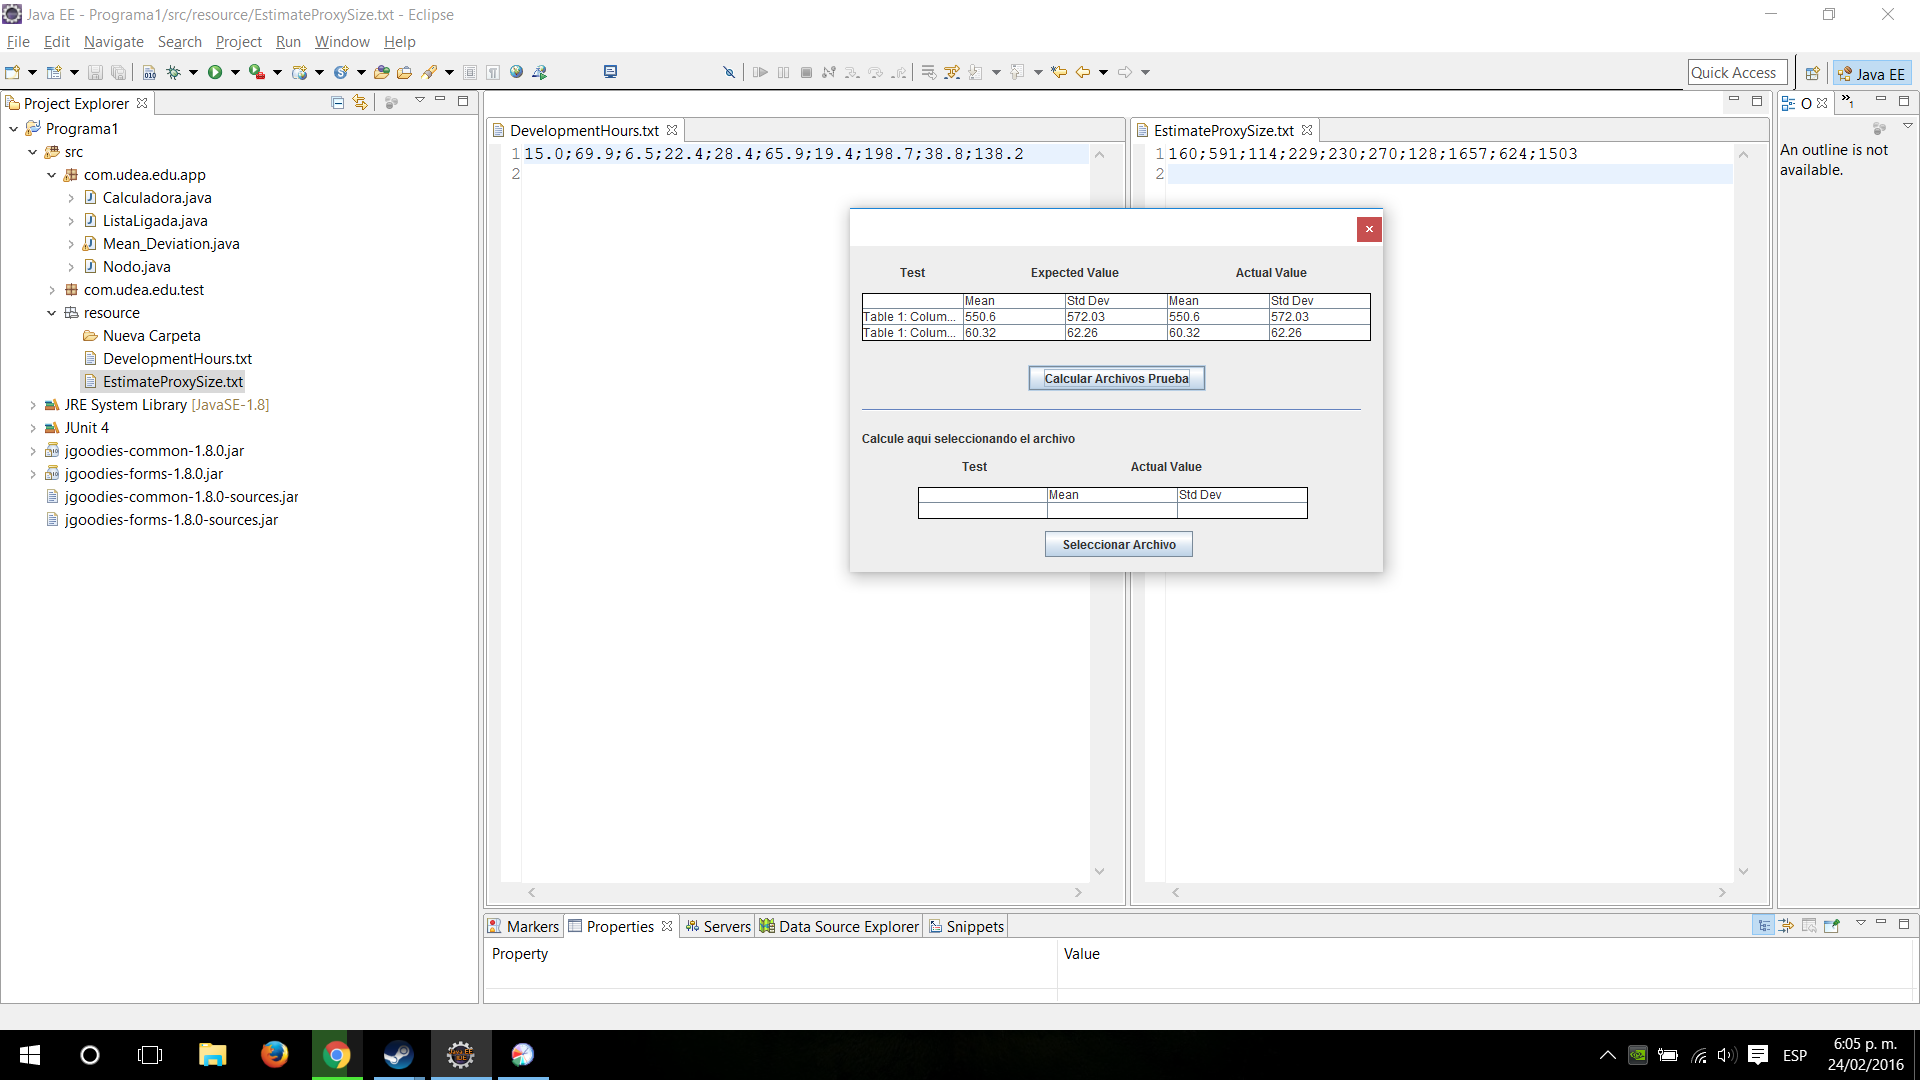 Java EE - Programa1/src/resource/EstimateProxySize.txt - Eclipse
File Edit Navigate Search Project Run Window Help
Quick Access
Java EE
Project Explorer
Programa1
src
com.udea.edu.app
Calculadora.java
ListaLigada.java
Mean_Deviation.java
Nodo.java
com.udea.edu.test
resource
Nueva Carpeta
DevelopmentHours.txt
EstimateProxySize.txt
JRE System Library [JavaSE-1.8]
JUnit 4
jgoodies-common-1.8.0.jar
jgoodies-forms-1.8.0.jar
jgoodies-common-1.8.0-sources.jar
jgoodies-forms-1.8.0-sources.jar
DevelopmentHours.txt
1 15.0;69.9;6.5;22.4;28.4;65.9;19.4;198.7;38.8;138.2
2
EstimateProxySize.txt
1 160;591;114;229;230;270;128;1657;624;1503
2
O
1
An outline is not
available.
Test Expected Value Actual Value
Mean Std Dev Mean Std Dev
Table 1: Colum... 550.6 572.03 550.6 572.03
Table 1: Colum... 60.32 62.26 60.32 62.26
Calcular Archivos Prueba
Calcule aqui seleccionando el archivo
Test Actual Value
Mean Std Dev
Seleccionar Archivo
Markers Properties Servers Data Source Explorer Snippets
Property Value
ESP
6:05 p. m.
24/02/2016